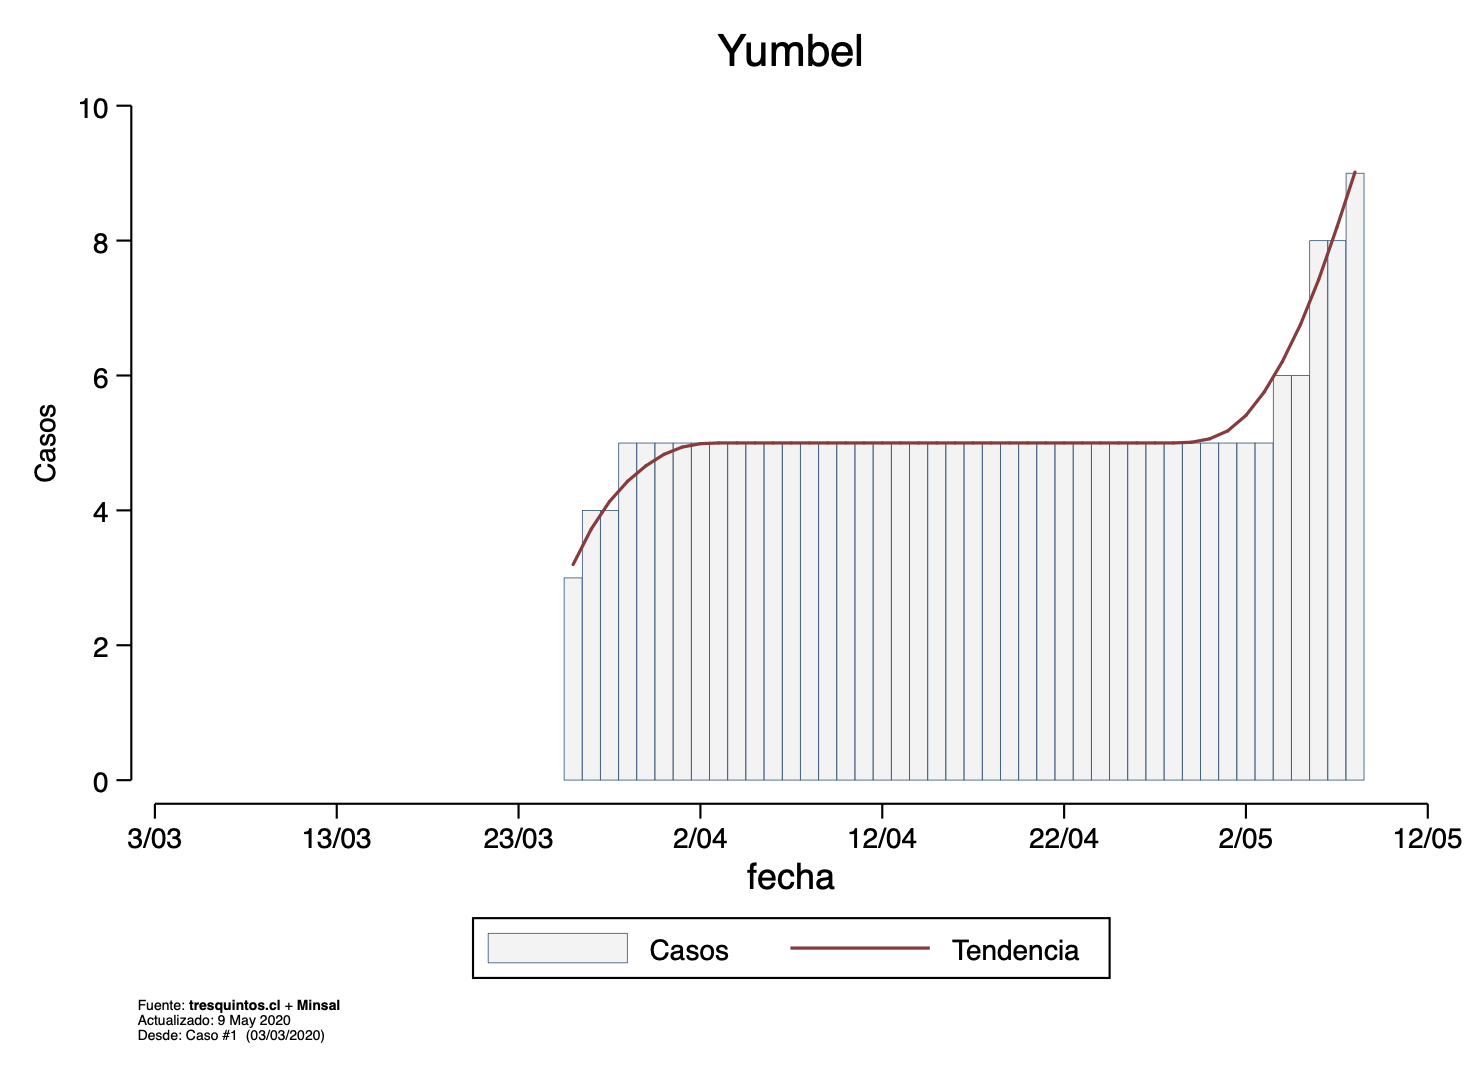 Yumbel
10
8
6
4
2
0
Casos
3/03 13/03 23/03 2/04 12/04 22/04 2/05 12/05
fecha
Casos Tendencia
Fuente: tresquintos.cl + Minsal
Actualizado: 9 May 2020
Desde: Caso #1 (03/03/2020)